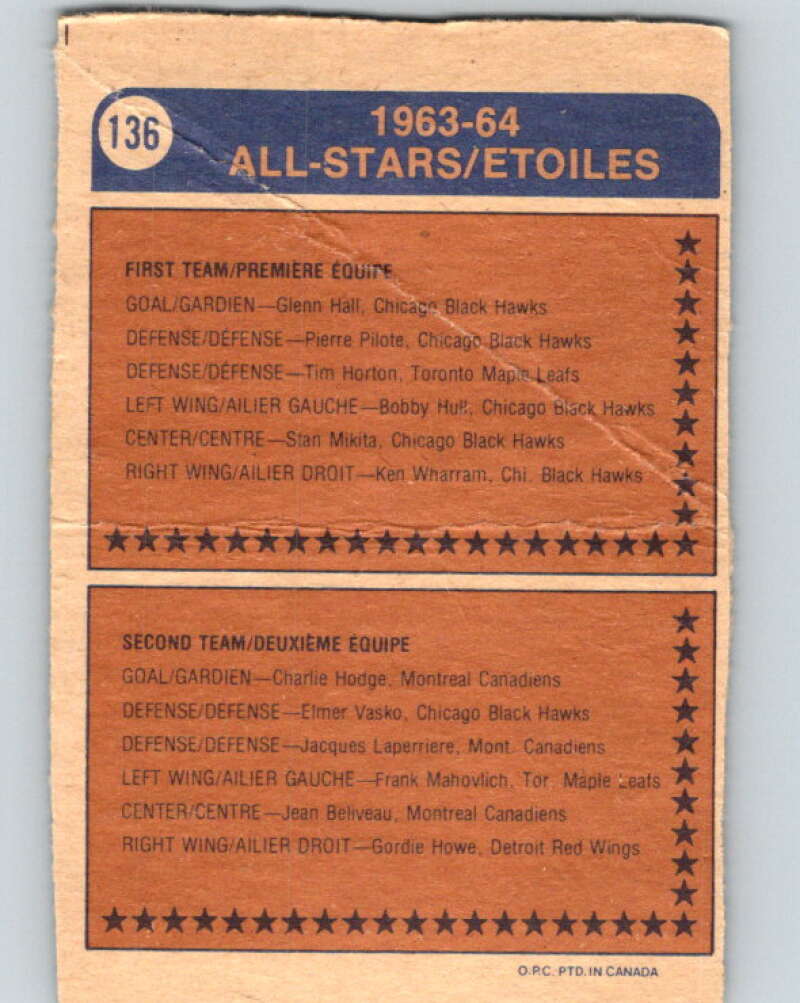 136
1963-64
ALL-STARS/ETOILES
FIRST TEAM/PREMIÈRE ÉQUIPE
GOAL/GARDIEN—Glenn Hall, Chicago Black Hawks
DEFENSE/DÉFENSE—Pierre Pilote, Chicago Black Hawks
DEFENSE/DÉFENSE—Tim Horton, Toronto Maple Leafs
LEFT WING/AILIER GAUCHE—Bobby Hull, Chicago Black Hawks
CENTER/CENTRE—Stan Mikita, Chicago Black Hawks
RIGHT WING/AILIER DROIT—Ken Wharram, Chi. Black Hawks
SECOND TEAM/DEUXIÈME ÉQUIPE
GOAL/GARDIEN—Charlie Hodge, Montreal Canadiens
DEFENSE/DÉFENSE—Elmer Vasko, Chicago Black Hawks
DEFENSE/DÉFENSE—Jacques Laperriere, Mont. Canadiens
LEFT WING/AILIER GAUCHE—Frank Mahovlich, Tor. Maple Leafs
CENTER/CENTRE—Jean Beliveau, Montreal Canadiens
RIGHT WING/AILIER DROIT—Gordie Howe, Detroit Red Wings
O.P.C. PTD. IN CANADA